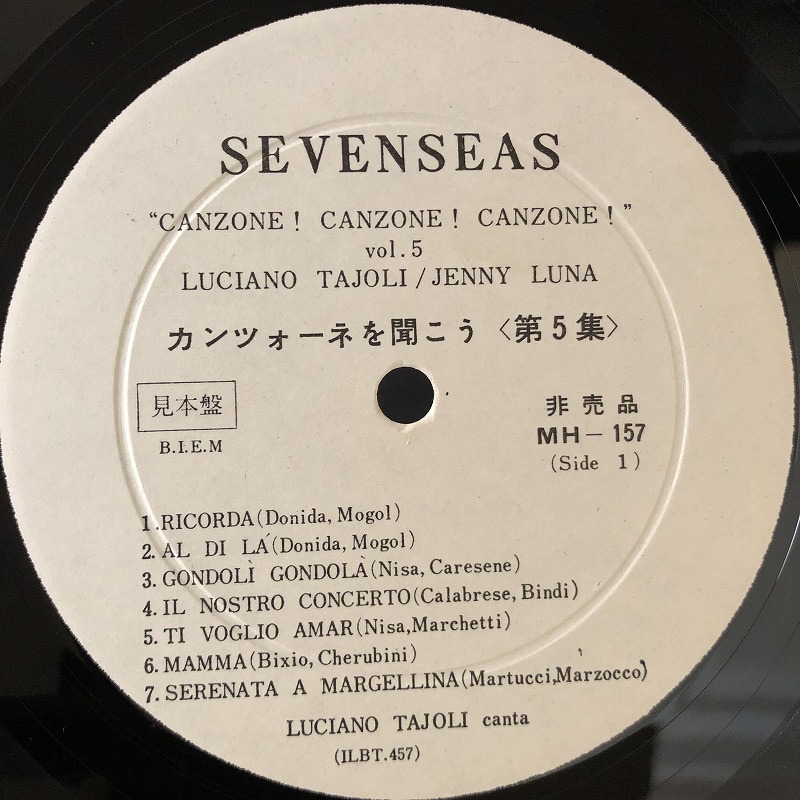 SEVENSEAS
“CANZONE! CANZONE! CANZONE!”
vol.5
LUCIANO TAJOLI/JENNY LUNA
カンツォーネを聞こう〈第5集〉
見本盤
B.I.E.M
非売品
MH-157
(Side 1)
1.RICORDA(Donida, Mogol)
2. AL DI LÁ(Donida, Mogol)
3. GONDOLÌ GONDOLÀ(Nisa, Caresene)
4. IL NOSTRO CONCERTO(Calabrese, Bindi)
5. TI VOGLIO AMAR(Nisa,Marchetti)
6. MAMMA(Bixio, Cherubini)
7. SERENATA A MARGELLINA(Martucci,Marzocco)
LUCIANO TAJOLI canta
(ILBT.457)